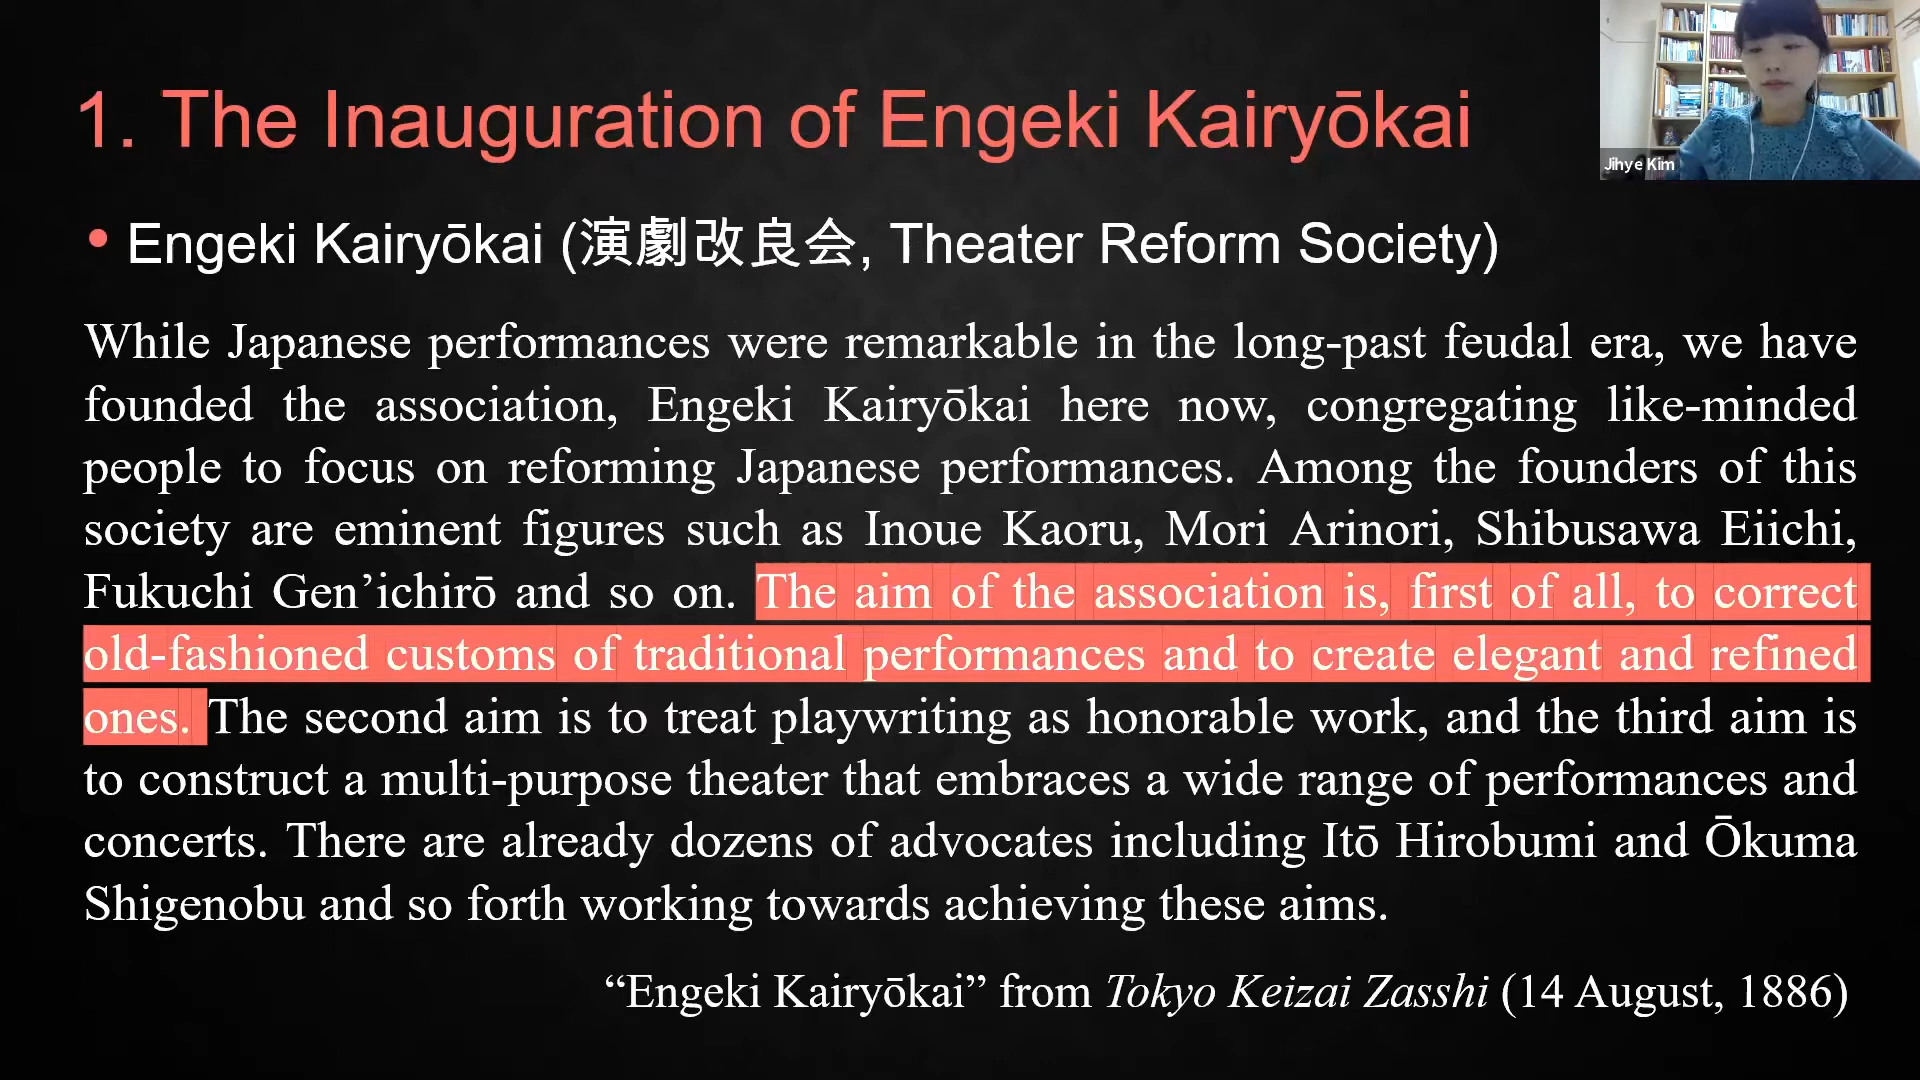 1. The Inauguration of Engeki Kairyōkai
Jihye Kim
• Engeki Kairyōkai (演劇改良会, Theater Reform Society)
While Japanese performances were remarkable in the long-past feudal era, we have
founded the association, Engeki Kairyōkai here now, congregating like-minded
people to focus on reforming Japanese performances. Among the founders of this
society are eminent figures such as Inoue Kaoru, Mori Arinori, Shibusawa Eiichi,
Fukuchi Gen’ichirō and so on. The aim of the association is, first of all, to correct
old-fashioned customs of traditional performances and to create elegant and refined
ones. The second aim is to treat playwriting as honorable work, and the third aim is
to construct a multi-purpose theater that embraces a wide range of performances and
concerts. There are already dozens of advocates including Itō Hirobumi and Ōkuma
Shigenobu and so forth working towards achieving these aims.
“Engeki Kairyōkai” from Tokyo Keizai Zasshi (14 August, 1886)